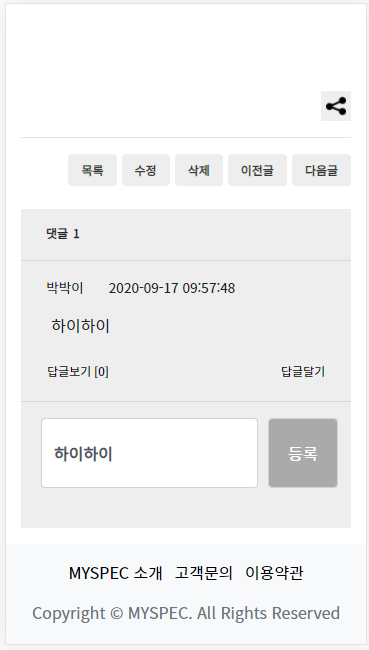 목록 수정 삭제 이전글 다음글
댓글 1
박박이 2020-09-17 09:57:48
하이하이
답글보기 [0] 답글달기
하이하이 등록
MYSPEC 소개 고객문의 이용약관
Copyright © MYSPEC. All Rights Reserved